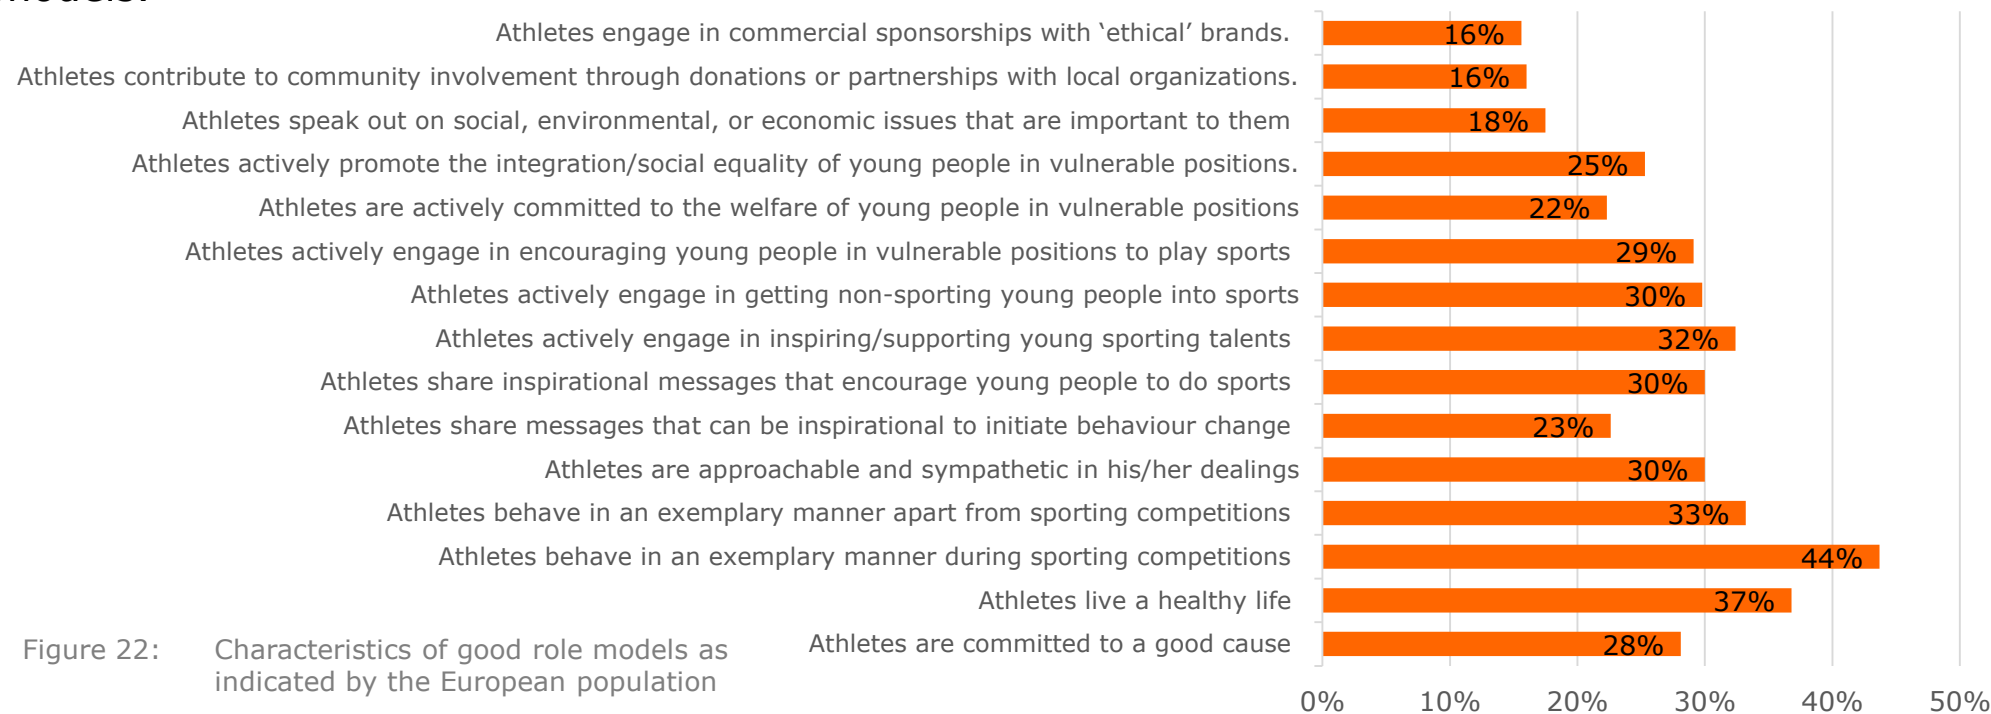 Athletes engage in commercial sponsorships with ‘ethical’ brands. 16%
Athletes contribute to community involvement through donations or partnerships with local organizations. 16%
Athletes speak out on social, environmental, or economic issues that are important to them 18%
Athletes actively promote the integration/social equality of young people in vulnerable positions. 25%
Athletes are actively committed to the welfare of young people in vulnerable positions 22%
Athletes actively engage in encouraging young people in vulnerable positions to play sports 29%
Athletes actively engage in getting non-sporting young people into sports 30%
Athletes actively engage in inspiring/supporting young sporting talents 32%
Athletes share inspirational messages that encourage young people to do sports 30%
Athletes share messages that can be inspirational to initiate behaviour change 23%
Athletes are approachable and sympathetic in his/her dealings 30%
Athletes behave in an exemplary manner apart from sporting competitions 33%
Athletes behave in an exemplary manner during sporting competitions 44%
Athletes live a healthy life 37%
Athletes are committed to a good cause 28%
0% 10% 20% 30% 40% 50%
Figure 22: Characteristics of good role models as
indicated by the European population